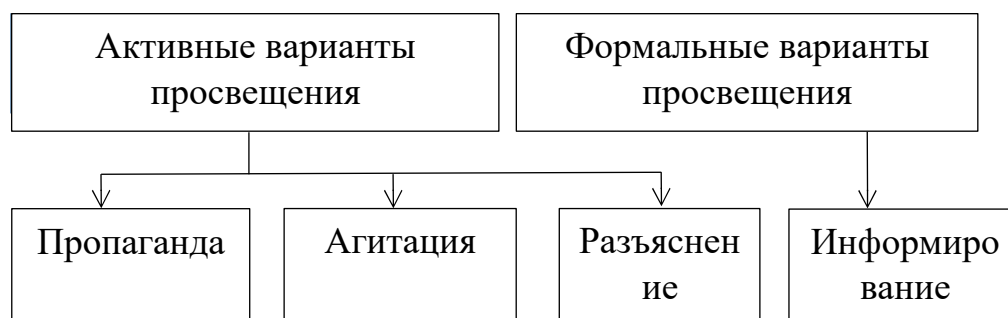 Активные варианты
просвещения
Формальные варианты
просвещения
Пропаганда
Агитация
Разъяснен
ие
Информиро
вание